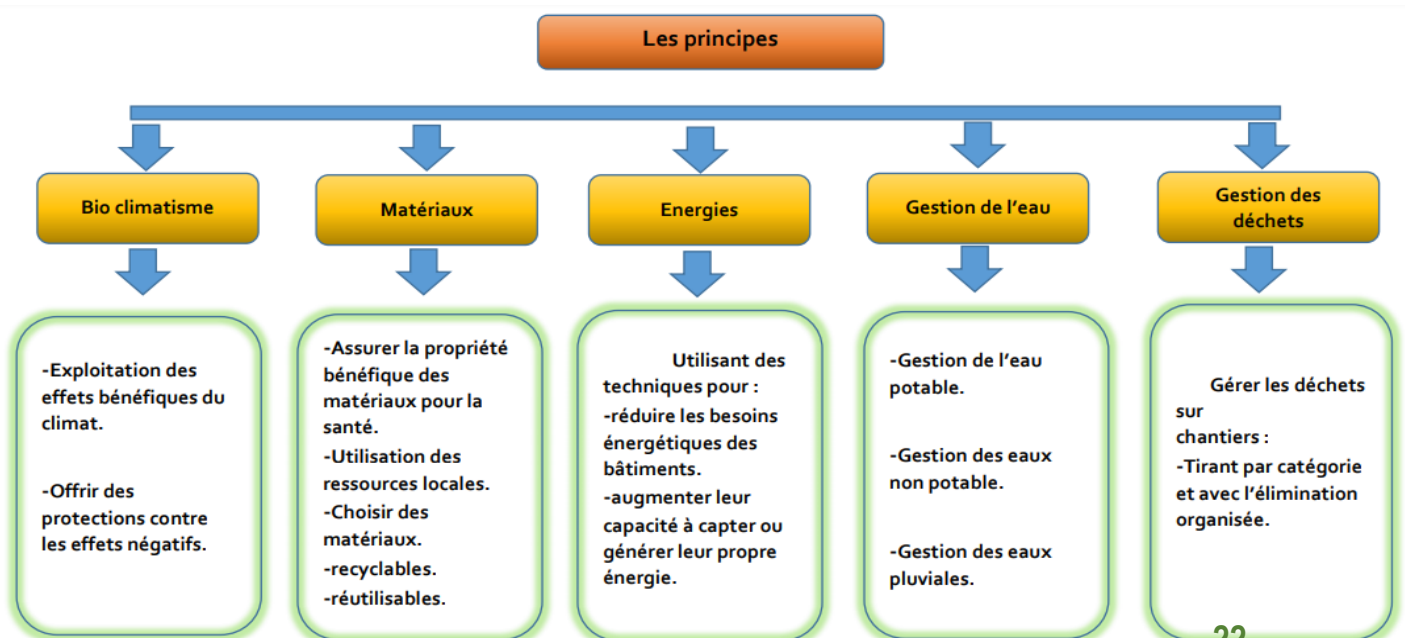 Les principes
Bio climatisme
Matériaux
Energies
Gestion de l'eau
Gestion des
déchets
-Exploitation des
effets bénéfiques du
climat.
-Offrir des
protections contre
les effets négatifs.
-Assurer la propriété
bénéfique des
matériaux pour la
santé.
-Utilisation des
ressources locales.
-Choisir des
matériaux.
-recyclables.
-réutilisables.
Utilisant des
techniques pour :
-réduire les besoins
énergétiques des
bâtiments.
-augmenter leur
capacité à capter ou
générer leur propre
énergie.
-Gestion de l'eau
potable.
-Gestion des eaux
non potable.
-Gestion des eaux
pluviales.
Gérer les déchets
sur
chantiers :
-Tirant par catégorie
et avec l'élimination
organisée.
22